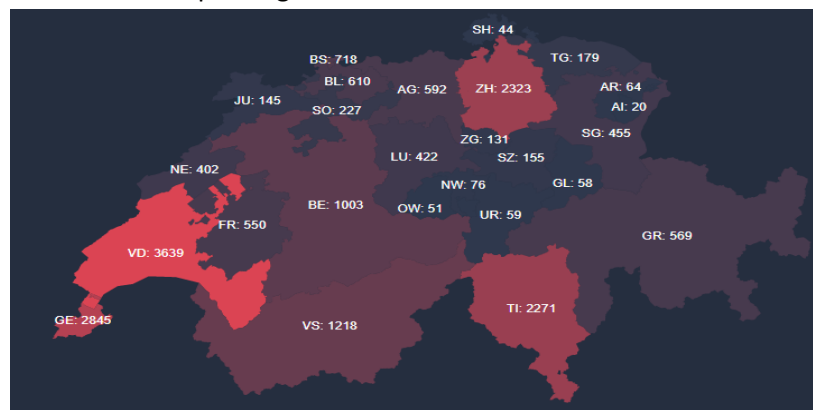 SH: 44
BS: 718
TG: 179
BL: 610
AG: 592
ZH: 2323
AR: 64
JU: 145
SO: 227
AI: 20
ZG: 131
SG: 455
LU: 422
SZ: 155
NE: 402
NW: 76
GL: 58
BE: 1003
OW: 51
UR: 59
FR: 550
GR: 569
VD: 3639
TI: 2271
GE: 2845
VS: 1218